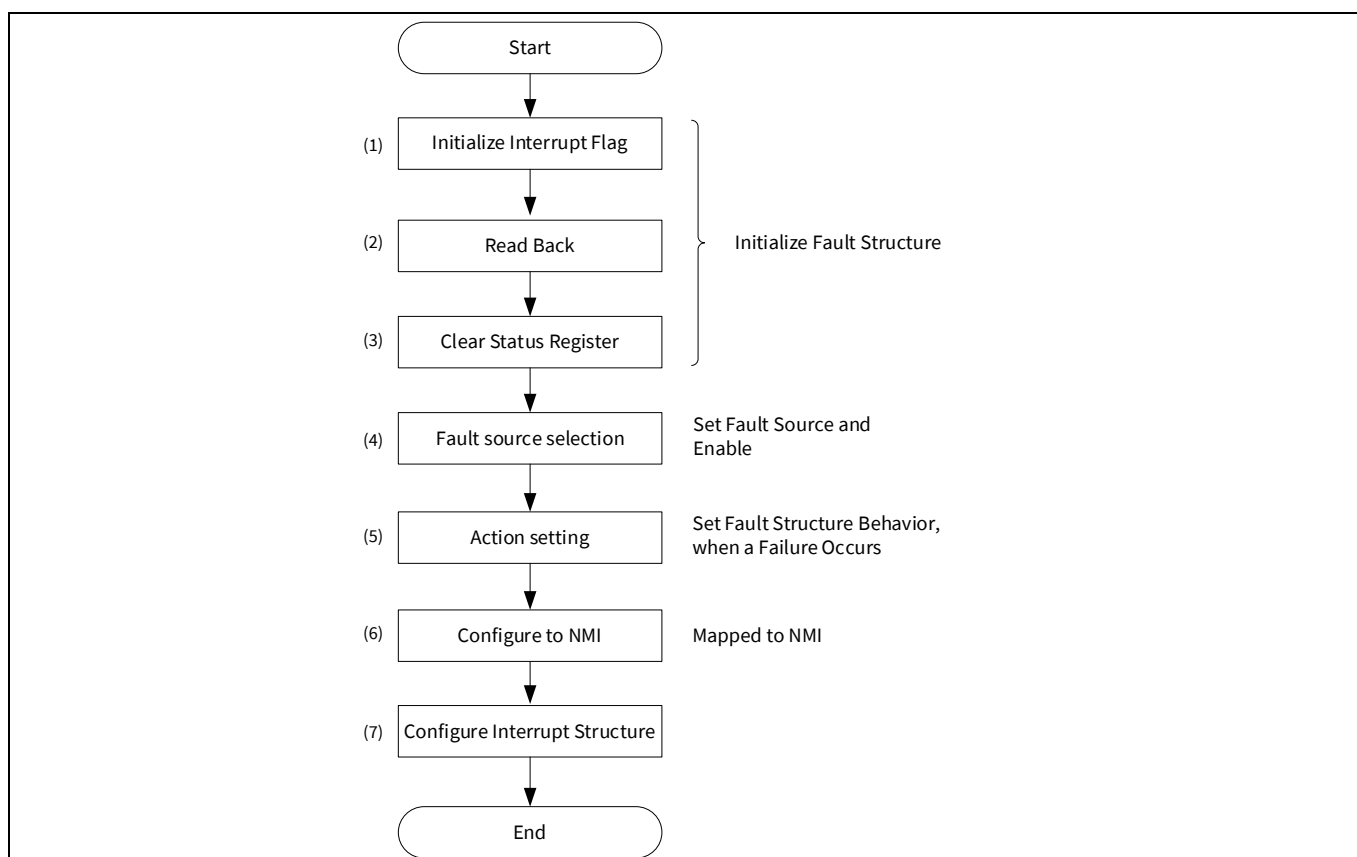 Start
(1) Initialize Interrupt Flag
(2) Read Back
Initialize Fault Structure
(3) Clear Status Register
(4) Fault source selection
Set Fault Source and
Enable
(5) Action setting
Set Fault Structure Behavior,
when a Failure Occurs
(6) Configure to NMI
Mapped to NMI
(7) Configure Interrupt Structure
End